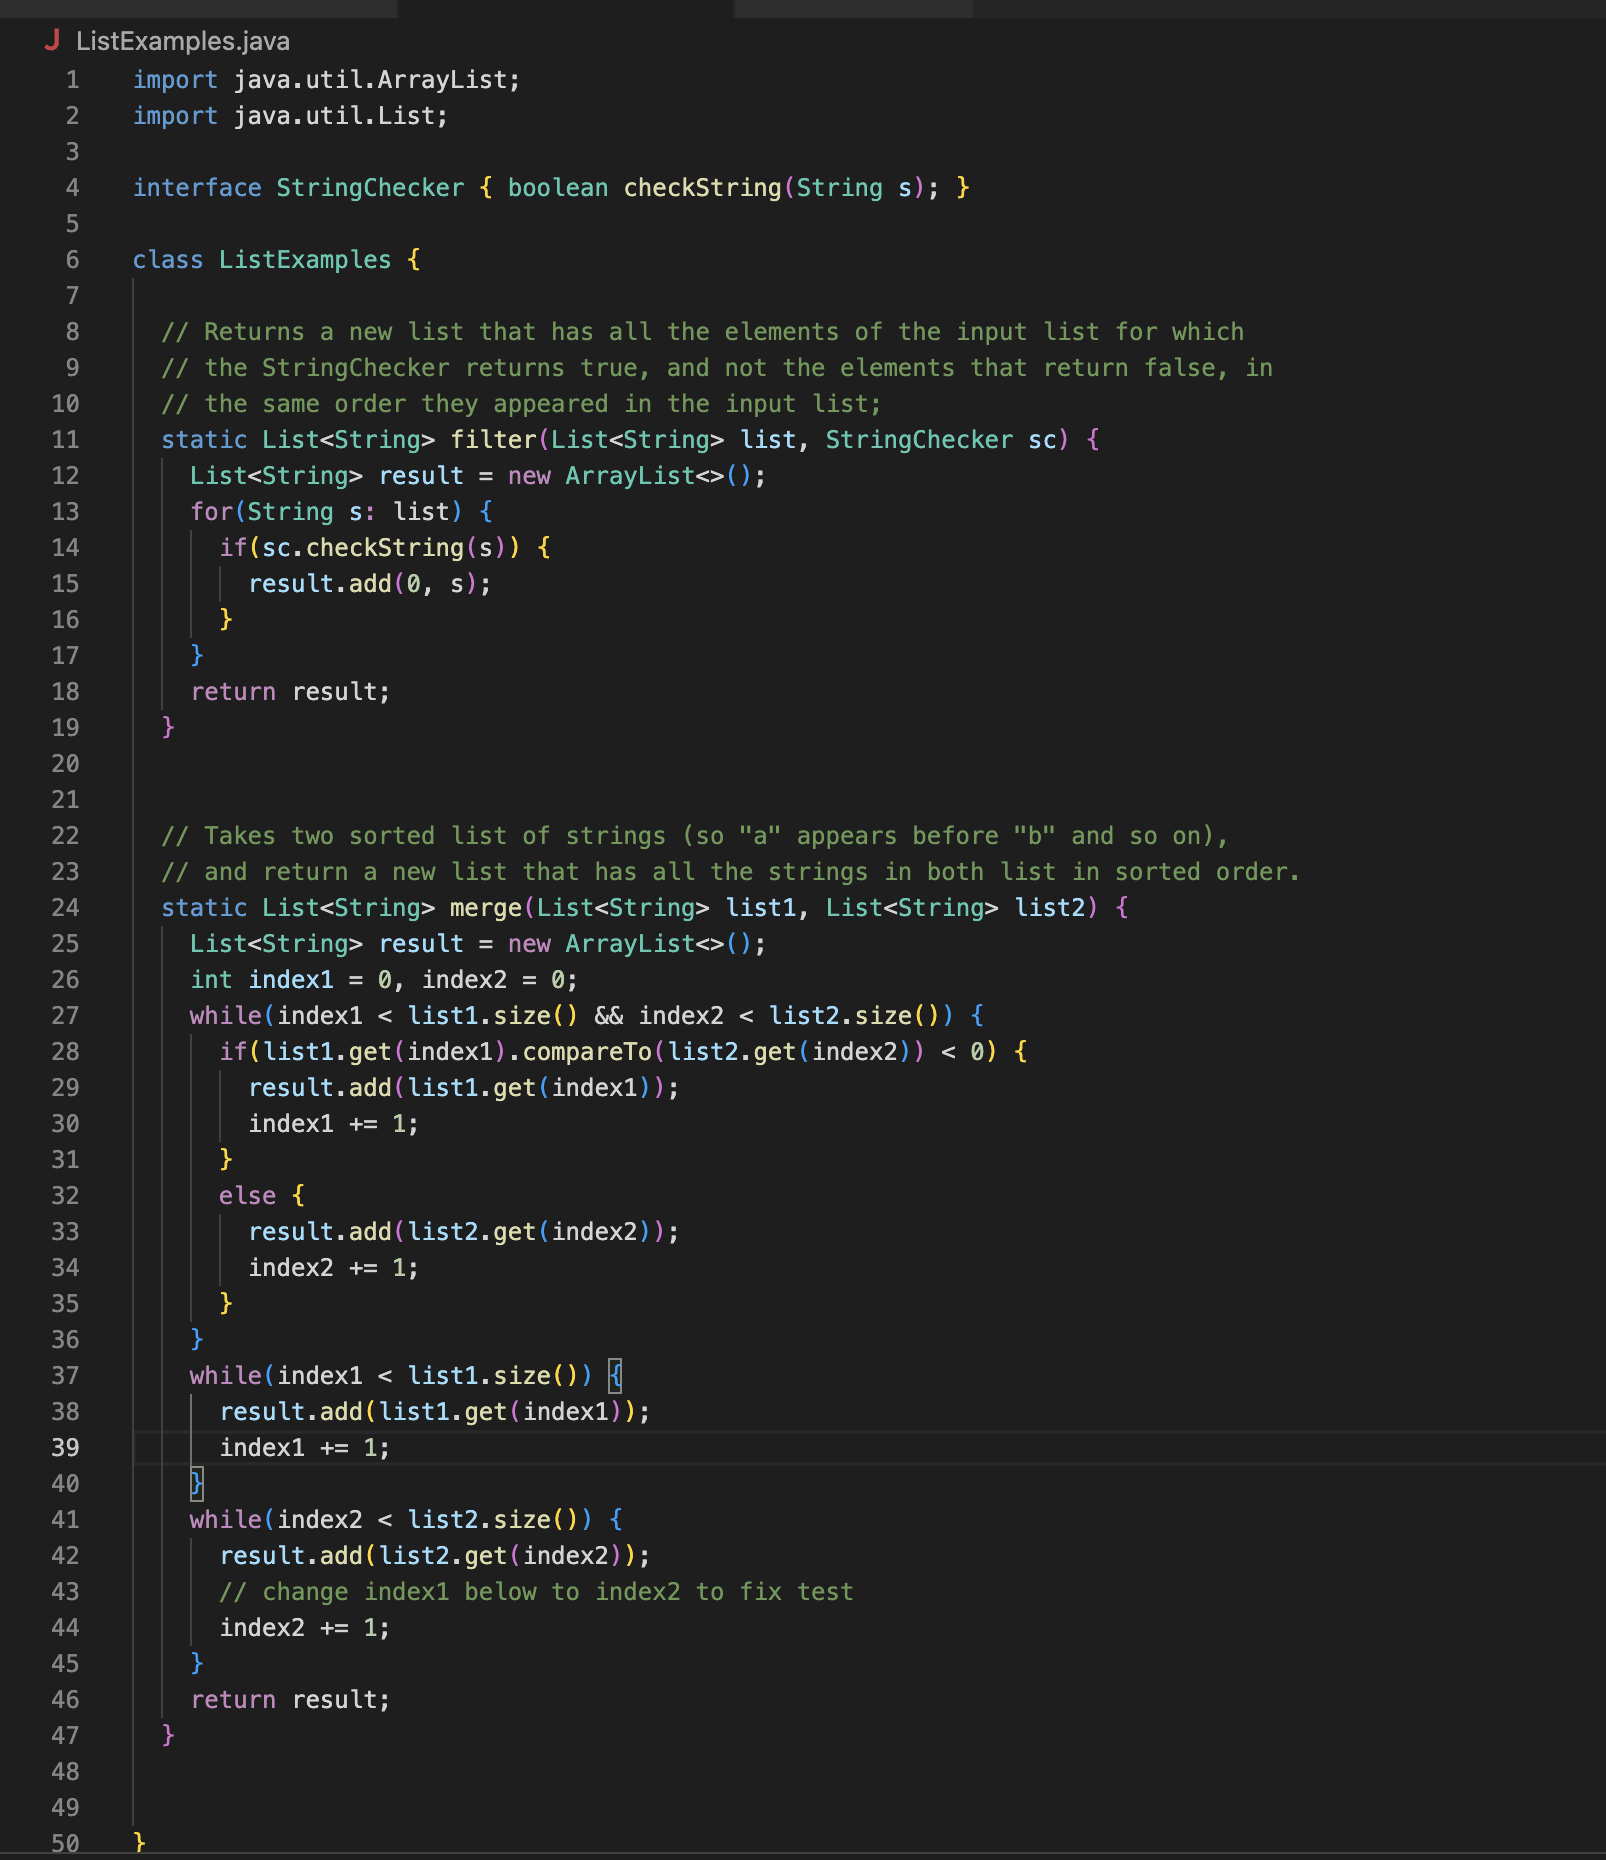 J ListExamples.java
1 import java.util.ArrayList;
2 import java.util.List;
3
4 interface StringChecker { boolean checkString(String s); }
5
6 class ListExamples {
7
8 // Returns a new list that has all the elements of the input list for which
9 // the StringChecker returns true, and not the elements that return false, in
10 // the same order they appeared in the input list;
11 static List<String> filter(List<String> list, StringChecker sc) {
12 List<String> result = new ArrayList<>();
13 for(String s: list) {
14 if(sc.checkString(s)) {
15 result.add(0, s);
16 }
17 }
18 return result;
19 }
20
21
22 // Takes two sorted list of strings (so "a" appears before "b" and so on),
23 // and return a new list that has all the strings in both list in sorted order.
24 static List<String> merge(List<String> list1, List<String> list2) {
25 List<String> result = new ArrayList<>();
26 int index1 = 0, index2 = 0;
27 while(index1 < list1.size() && index2 < list2.size()) {
28 if(list1.get(index1).compareTo(list2.get(index2)) < 0) {
29 result.add(list1.get(index1));
30 index1 += 1;
31 }
32 else {
33 result.add(list2.get(index2));
34 index2 += 1;
35 }
36 }
37 while(index1 < list1.size()) {
38 result.add(list1.get(index1));
39 index1 += 1;
40 }
41 while(index2 < list2.size()) {
42 result.add(list2.get(index2));
43 // change index1 below to index2 to fix test
44 index2 += 1;
45 }
46 return result;
47 }
48
49
50 }